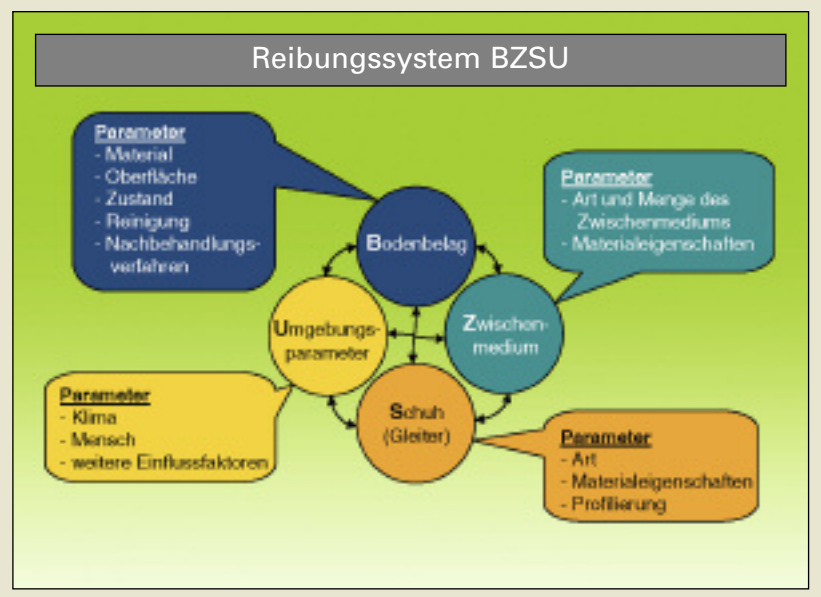 Reibungssystem BZSU
Parameter
- Material
- Oberfläche
- Zustand
- Reinigung
- Nachbehandlungs-
verfahren
Parameter
- Art und Menge des
Zwischenmediums
- Materialeigenschaften
Bodenbelag
Umgebungs-
parameter
Zwischen-
medium
Schuh
(Gleiter)
Parameter
- Klima
- Mensch
- weitere Einflussfaktoren
Parameter
- Art
- Materialeigenschaften
- Profilierung